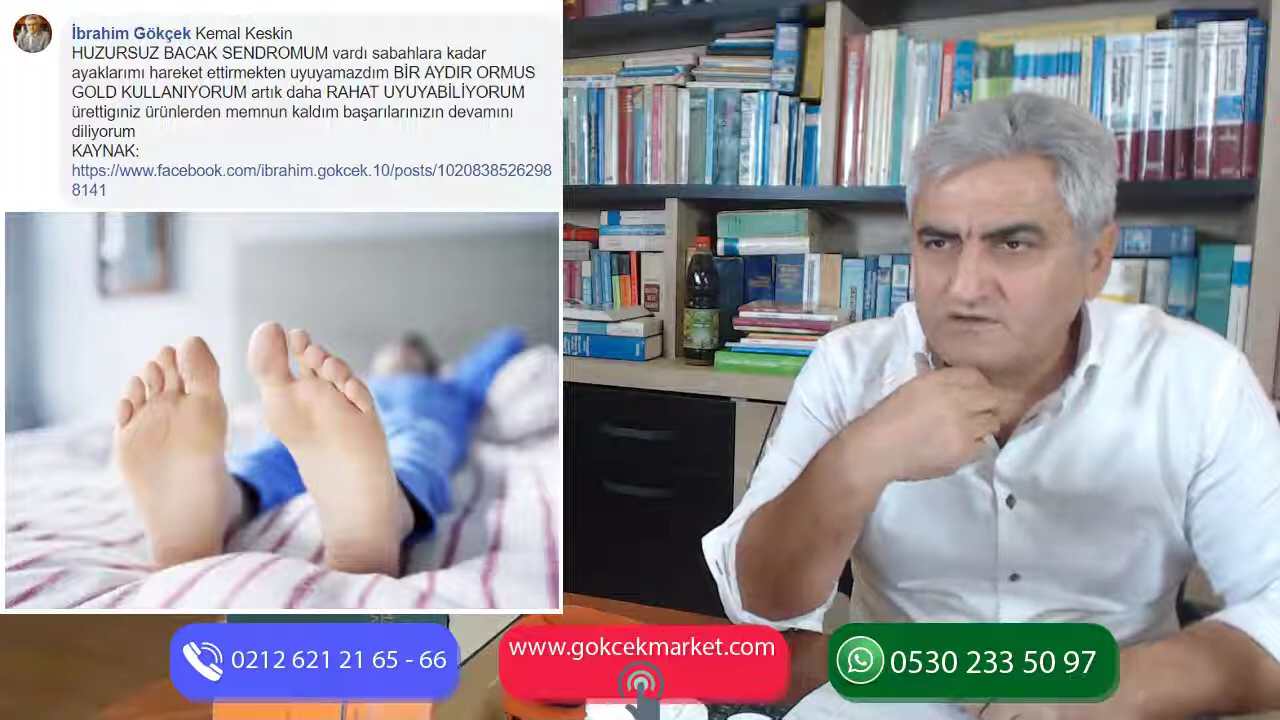 İbrahim Gökçek Kemal Keskin
HUZURSUZ BACAK SENDROMUM vardı sabahlara kadar
ayaklarımı hareket ettirmekten uyuyamazdım BİR AYDIR ORMUS
GOLD KULLANIYORUM artık daha RAHAT UYUYABİLİYORUM
ürettiginiz ürünlerden memnun kaldım başarılarınızın devamını
diliyorum
KAYNAK:
https://www.facebook.com/ibrahim.gokcek.10/posts/1020838526298
8141
0212 621 21 65 - 66
www.gokcekmarket.com
0530 233 50 97